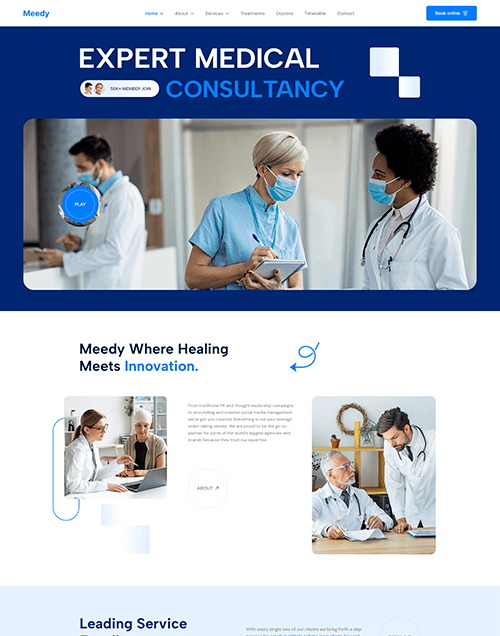 Meedy
Home About Services Treatments Doctors Timetable Contact
Book online
EXPERT MEDICAL
50K+ MEMBER JOIN
CONSULTANCY
PLAY
Meedy Where Healing
Meets Innovation.
From traditional PR and thought leadership campaigns
to storytelling and creative social media management
we've got you covered. Something is not your average
order-taking vendor. We are proud to be the go-to
partner for some of the world's biggest agencies and
brands because they trust our expertise.
ABOUT
Leading Service
With every single one of our clients we bring forth a deep